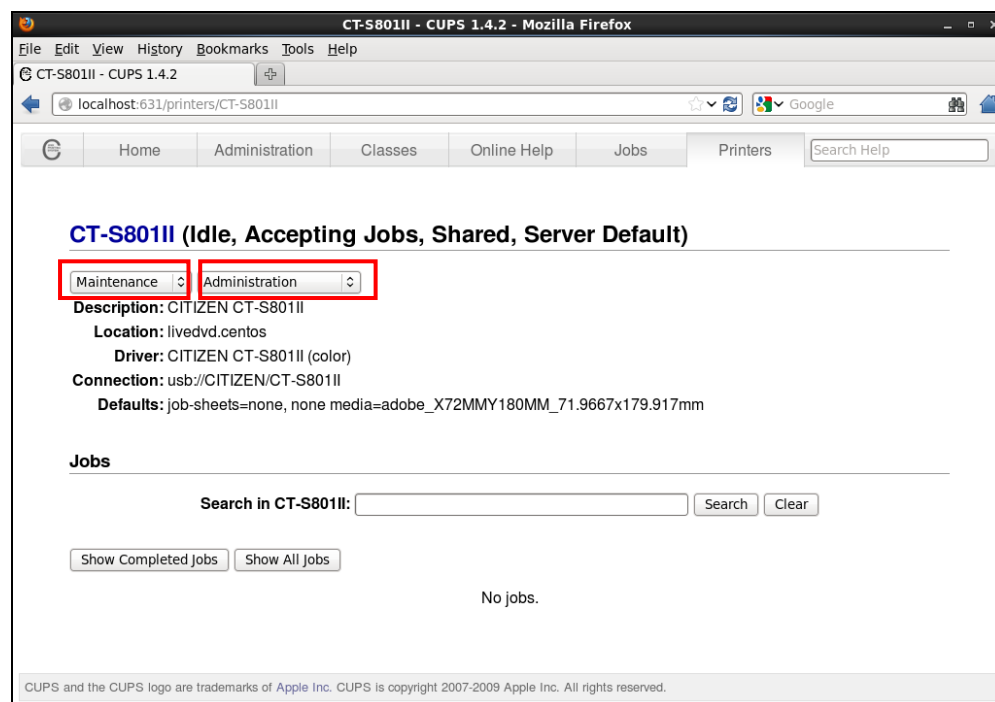 CT-S801II - CUPS 1.4.2 - Mozilla Firefox
File Edit View History Bookmarks Tools Help
CT-S801II - CUPS 1.4.2
localhost:631/printers/CT-S801II Google
Home Administration Classes Online Help Jobs Printers Search Help
CT-S801II (Idle, Accepting Jobs, Shared, Server Default)
Maintenance Administration
Description: CITIZEN CT-S801II
Location: livedvd.centos
Driver: CITIZEN CT-S801II (color)
Connection: usb://CITIZEN/CT-S801II
Defaults: job-sheets=none, none media=adobe_X72MMY180MM_71.9667x179.917mm
Jobs
Search in CT-S801II: Search Clear
Show Completed Jobs Show All Jobs
No jobs.
CUPS and the CUPS logo are trademarks of Apple Inc. CUPS is copyright 2007-2009 Apple Inc. All rights reserved.